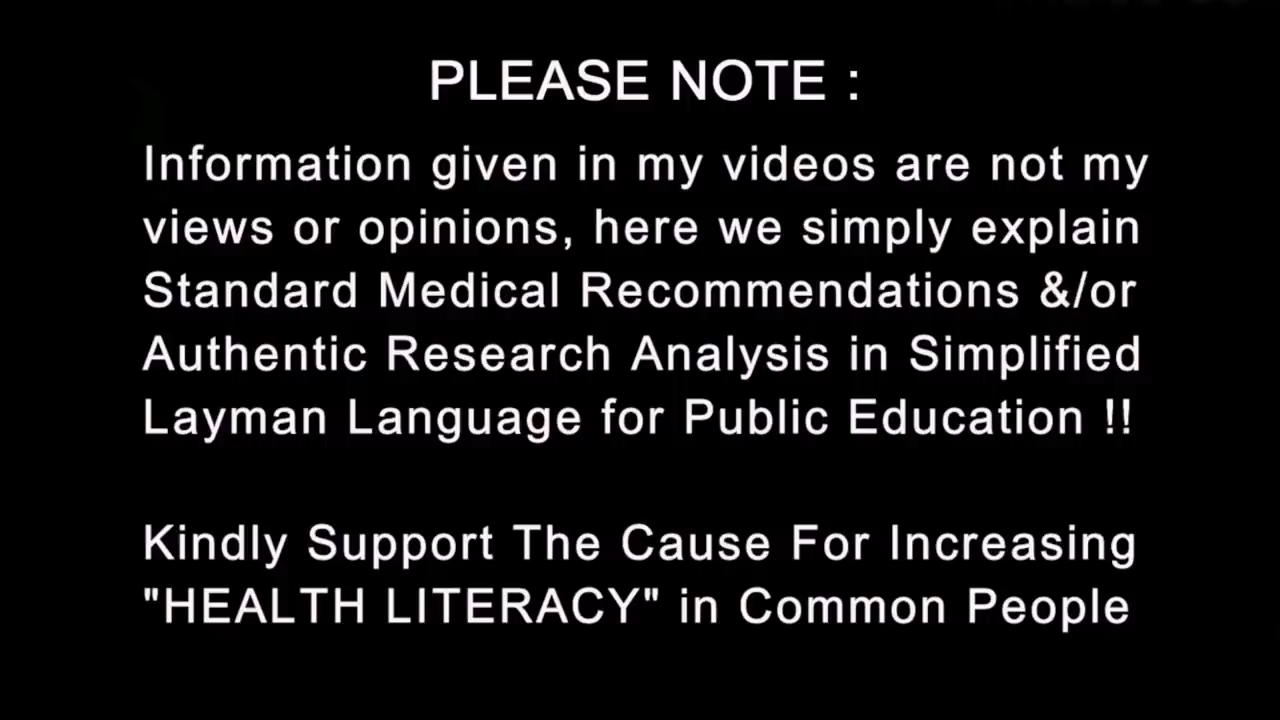 PLEASE NOTE :
Information given in my videos are not my
views or opinions, here we simply explain
Standard Medical Recommendations &/or
Authentic Research Analysis in Simplified
Layman Language for Public Education !!
Kindly Support The Cause For Increasing
"HEALTH LITERACY" in Common People